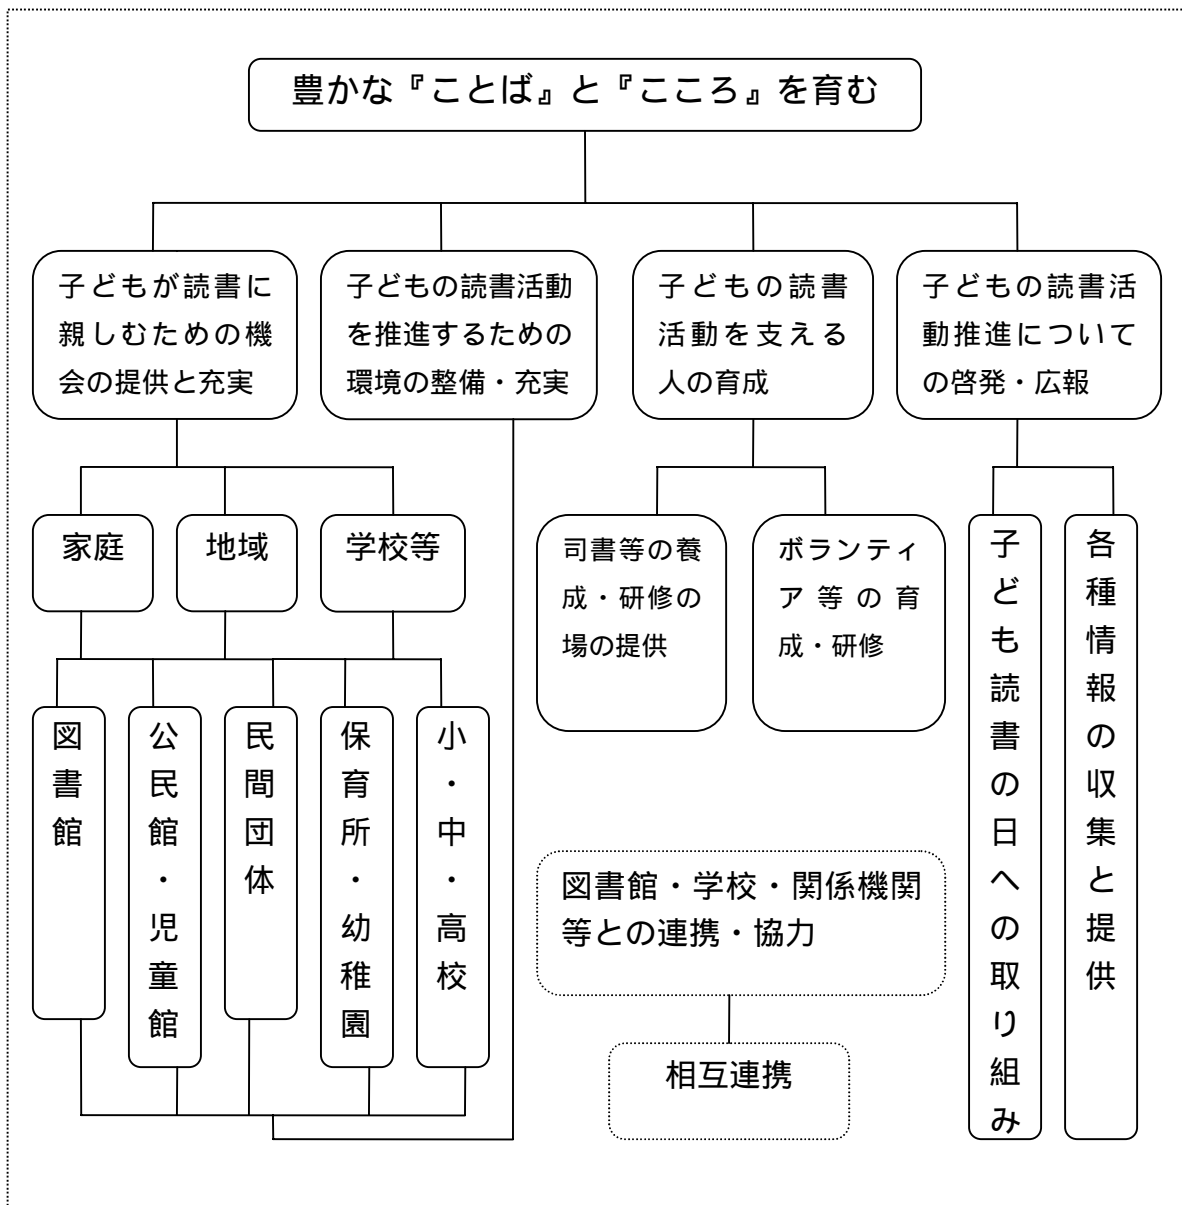 豊かな『ことば』と『こころ』を育む
子どもが読書に
親しむための機
会の提供と充実
子どもの読書活動
を推進するための
環境の整備・充実
子どもの読書
活動を支える
人の育成
子どもの読書活
動推進について
の啓発・広報
家庭
地域
学校等
司書等の養
成・研修の
場の提供
ボランティ
ア等の育
成・研修
子ども読書の日への取り組み
各種情報の収集と提供
図書館
公民館・児童館
民間団体
保育所・幼稚園
小・中・高校
図書館・学校・関係機関
等との連携・協力
相互連携